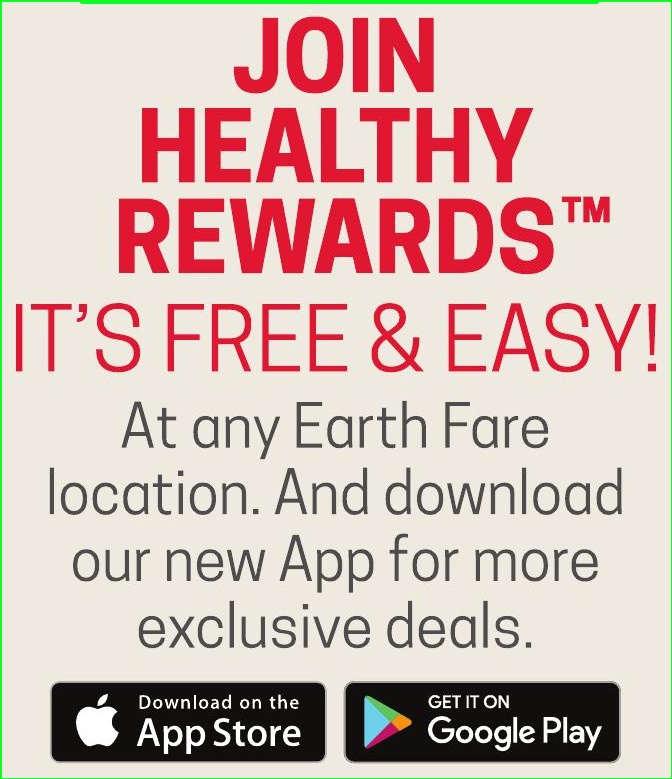 JOIN
HEALTHY
REWARDS™
IT'S FREE & EASY!
At any Earth Fare
location. And download
our new App for more
exclusive deals.
Download on the
App Store
GET IT ON
Google Play